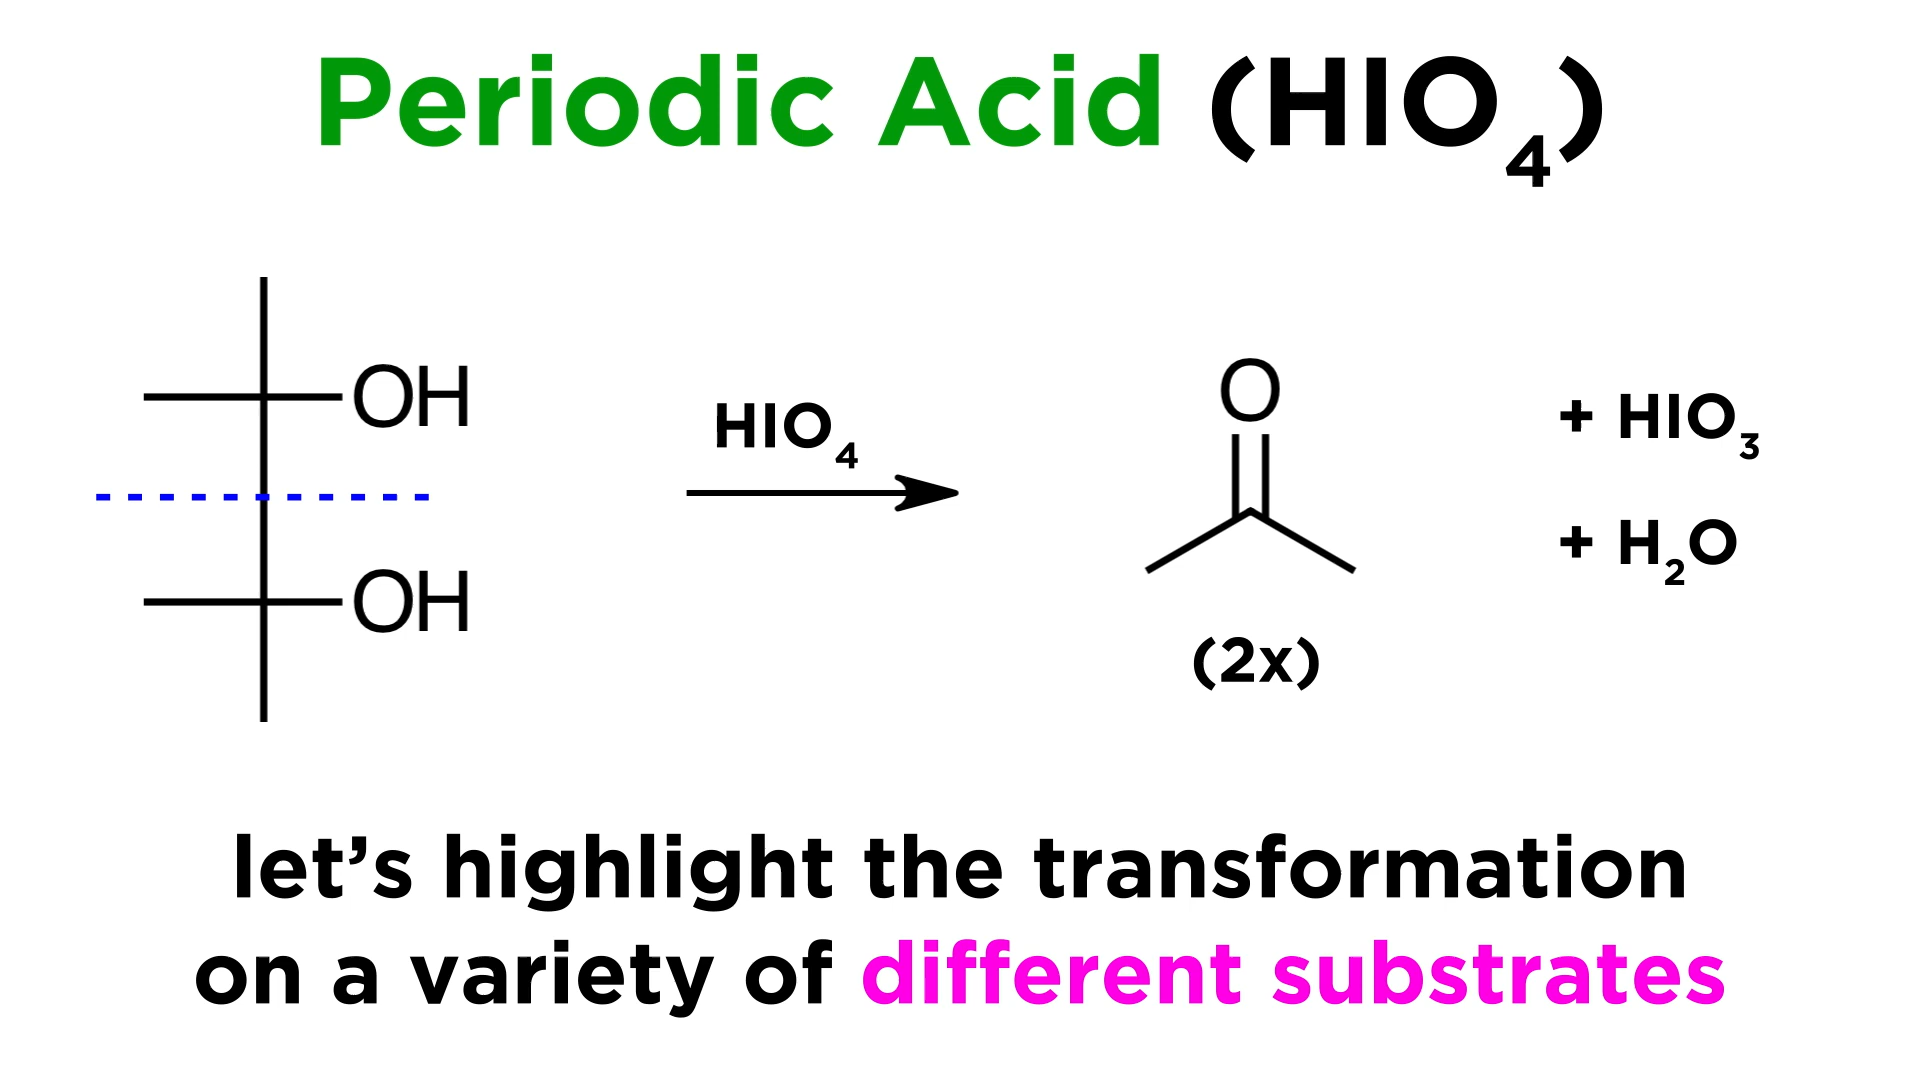 Periodic Acid (HIO₄)
OH
HIO₄
O
+ HIO₃
+ H₂O
OH
(2x)
let’s highlight the transformation
on a variety of different substrates